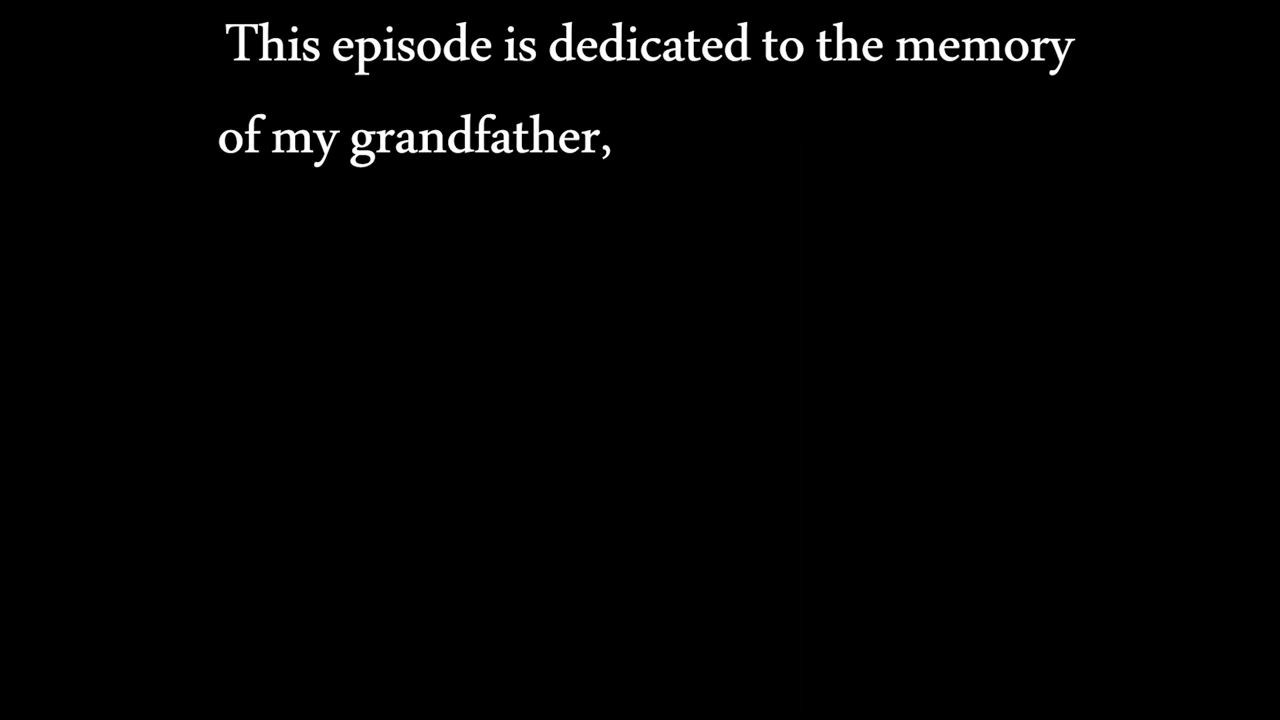 This episode is dedicated to the memory
of my grandfather,